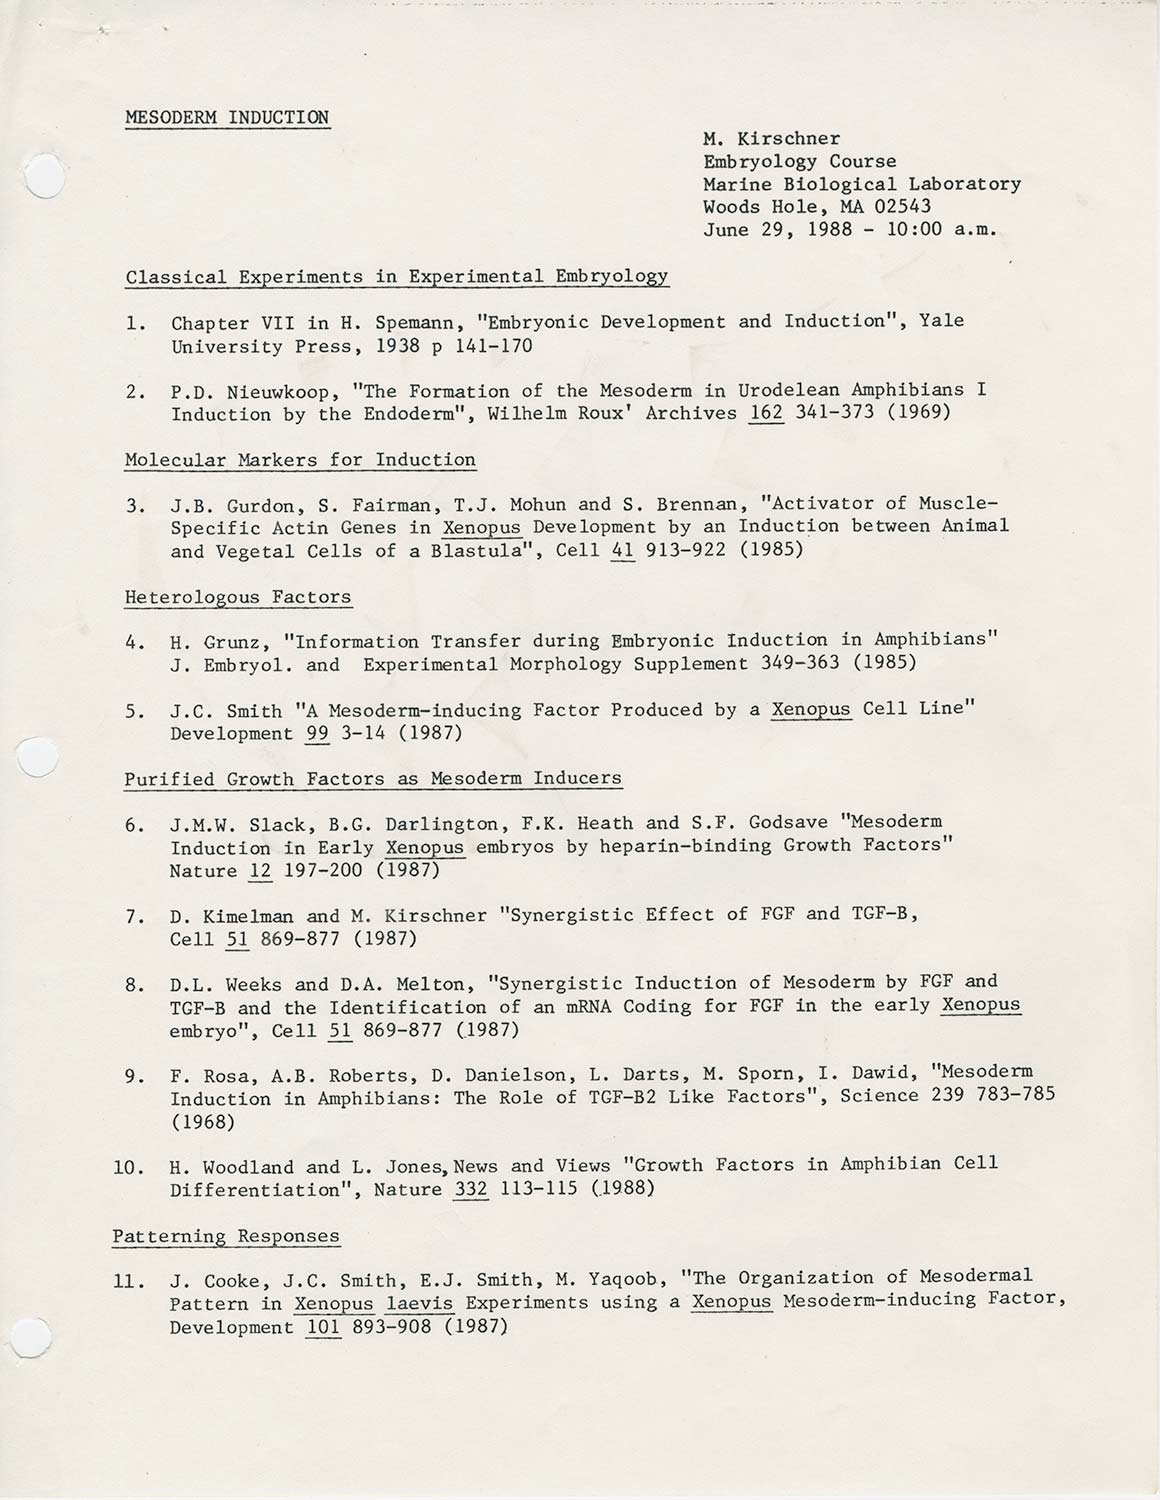 MESODERM INDUCTION
M. Kirschner
Embryology Course
Marine Biological Laboratory
Woods Hole, MA 02543
June 29, 1988 - 10:00 a.m.
Classical Experiments in Experimental Embryology
1. Chapter VII in H. Spemann, "Embryonic Development and Induction", Yale
University Press, 1938 p 141-170
2. P.D. Nieuwkoop, "The Formation of the Mesoderm in Urodelean Amphibians I
Induction by the Endoderm", Wilhelm Roux' Archives 162 341-373 (1969)
Molecular Markers for Induction
3. J.B. Gurdon, S. Fairman, T.J. Mohun and S. Brennan, "Activator of Muscle-
Specific Actin Genes in Xenopus Development by an Induction between Animal
and Vegetal Cells of a Blastula", Cell 41 913-922 (1985)
Heterologous Factors
4. H. Grunz, "Information Transfer during Embryonic Induction in Amphibians"
J. Embryol. and Experimental Morphology Supplement 349-363 (1985)
5. J.C. Smith "A Mesoderm-inducing Factor Produced by a Xenopus Cell Line"
Development 99 3-14 (1987)
Purified Growth Factors as Mesoderm Inducers
6. J.M.W. Slack, B.G. Darlington, F.K. Heath and S.F. Godsave "Mesoderm
Induction in Early Xenopus embryos by heparin-binding Growth Factors"
Nature 12 197-200 (1987)
7. D. Kimelman and M. Kirschner "Synergistic Effect of FGF and TGF-B,
Cell 51 869-877 (1987)
8. D.L. Weeks and D.A. Melton, "Synergistic Induction of Mesoderm by FGF and
TGF-B and the Identification of an mRNA Coding for FGF in the early Xenopus
embryo", Cell 51 869-877 (1987)
9. F. Rosa, A.B. Roberts, D. Danielson, L. Darts, M. Sporn, I. Dawid, "Mesoderm
Induction in Amphibians: The Role of TGF-B2 Like Factors", Science 239 783-785
(1968)
10. H. Woodland and L. Jones, News and Views "Growth Factors in Amphibian Cell
Differentiation", Nature 332 113-115 (1988)
Patterning Responses
11. J. Cooke, J.C. Smith, E.J. Smith, M. Yaqoob, "The Organization of Mesodermal
Pattern in Xenopus laevis Experiments using a Xenopus Mesoderm-inducing Factor,
Development 101 893-908 (1987)